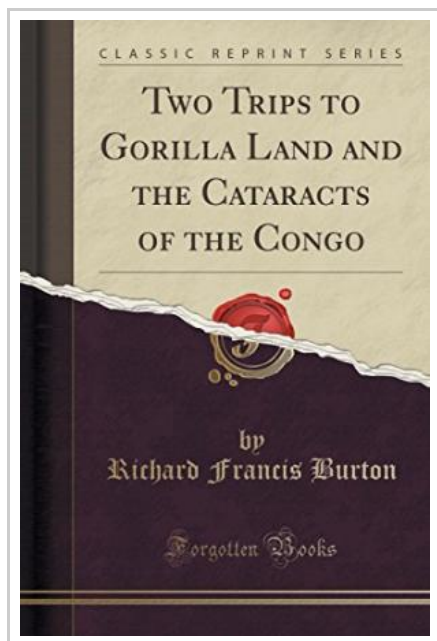 CLASSIC REPRINT SERIES
TWO TRIPS TO
GORILLA LAND AND
THE CATARACTS
OF THE CONGO
F
by
Richard Francis Burton
Forgotten Books